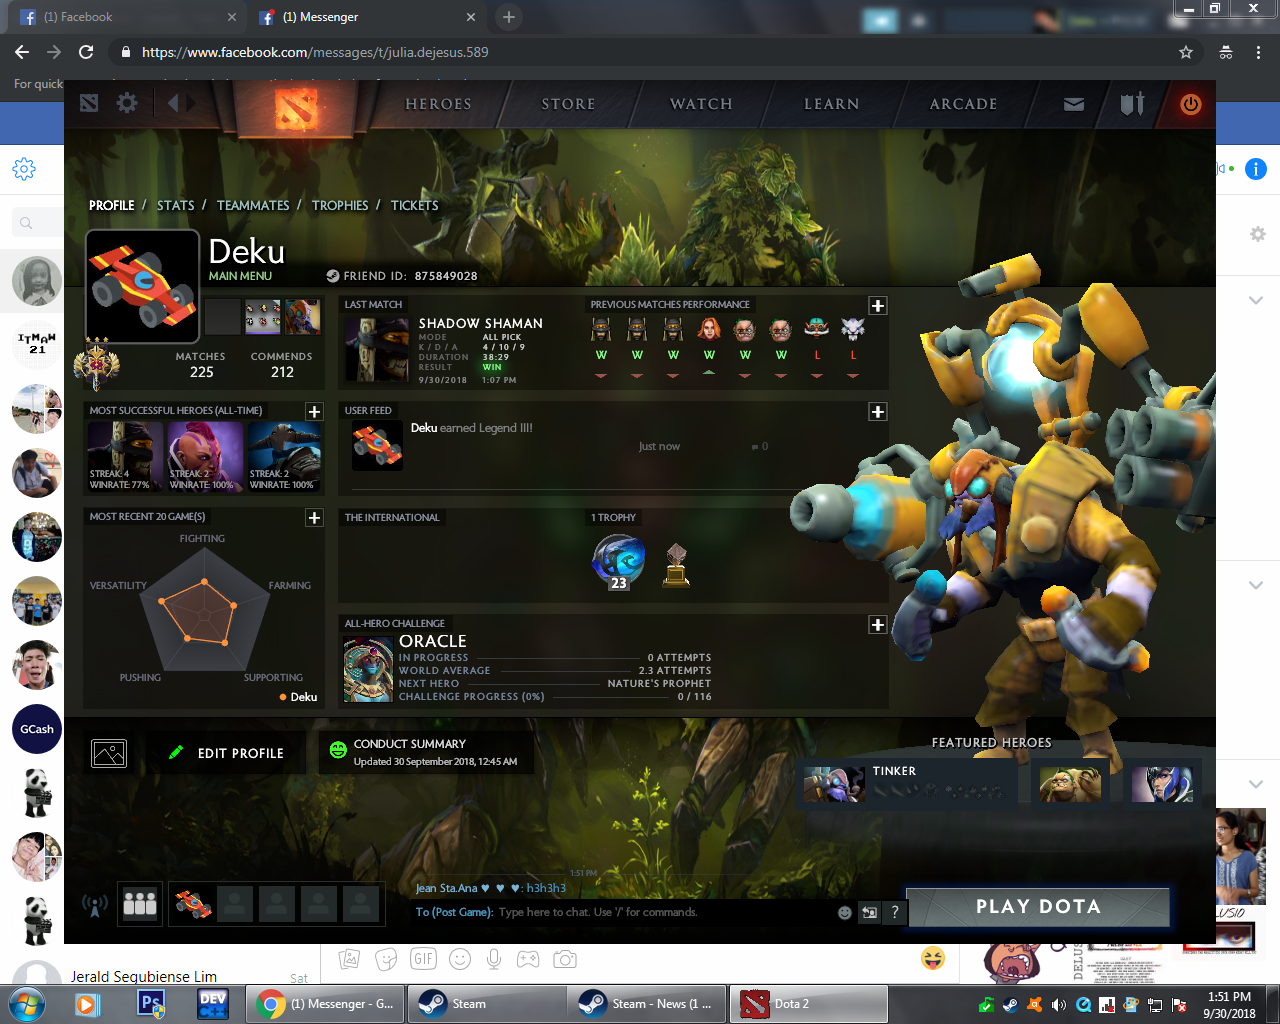 (1) Facebook
(1) Messenger
https://www.facebook.com/messages/t/julia.dejesus.589
For quick
HEROES
STORE
WATCH
LEARN
ARCADE
PROFILE / STATS / TEAMMATES / TROPHIES / TICKETS
Deku
MAIN MENU
FRIEND ID: 875849028
MATCHES
225
COMMENDS
212
LAST MATCH
SHADOW SHAMAN
MODE ALL PICK
K / D / A 4 / 10 / 9
DURATION 38:29
RESULT WIN
9/30/2018 1:07 PM
PREVIOUS MATCHES PERFORMANCE
W W W W W W L L
MOST SUCCESSFUL HEROES (ALL-TIME)
STREAK: 4
WINRATE: 77%
STREAK: 2
WINRATE: 100%
STREAK: 2
WINRATE: 100%
USER FEED
Deku earned Legend III!
Just now
0
MOST RECENT 20 GAME(S)
FIGHTING
VERSATILITY
FARMING
PUSHING
SUPPORTING
Deku
THE INTERNATIONAL
1 TROPHY
23
ALL-HERO CHALLENGE
ORACLE
IN PROGRESS 0 ATTEMPTS
WORLD AVERAGE 2.3 ATTEMPTS
NEXT HERO NATURE'S PROPHET
CHALLENGE PROGRESS (0%) 0 / 116
EDIT PROFILE
CONDUCT SUMMARY
Updated 30 September 2018, 12:45 AM
FEATURED HEROES
TINKER
1:51 PM
Jean Sta.Ana ♥ ♥ ♥: h3h3h3
To (Post Game): Type here to chat. Use '/' for commands.
?
PLAY DOTA
ITMAW
21
GCash
GIF
Jerald Segubiense Lim
Sat
DELUS
LUSIO
Ps
DEV
C++
(1) Messenger - G...
Steam
Steam - News (1 ...
Dota 2
1:51 PM
9/30/2018